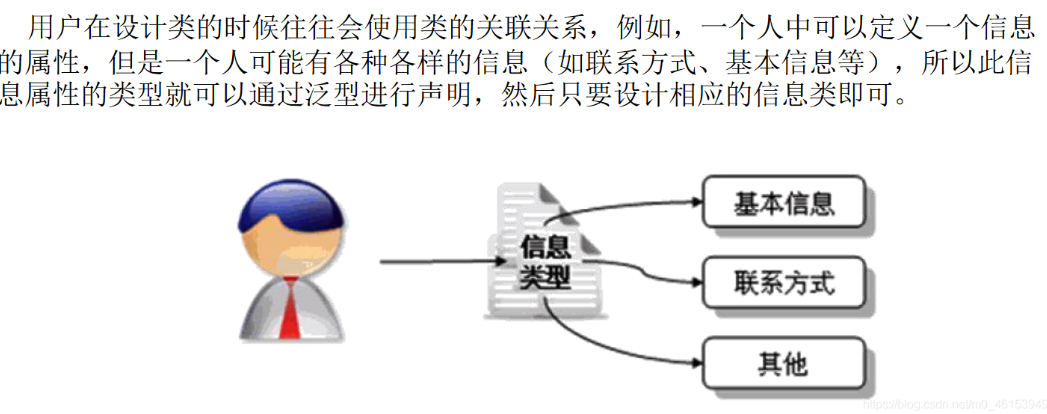 用户在设计类的时候往往会使用类的关联关系，例如，一个人中可以定义一个信息
的属性，但是一个人可能有各种各样的信息（如联系方式、基本信息等），所以此信
息属性的类型就可以通过泛型进行声明，然后只要设计相应的信息类即可。
基本信息
信息
类型
联系方式
其他
https://blog.csdn.net/m0_46153949